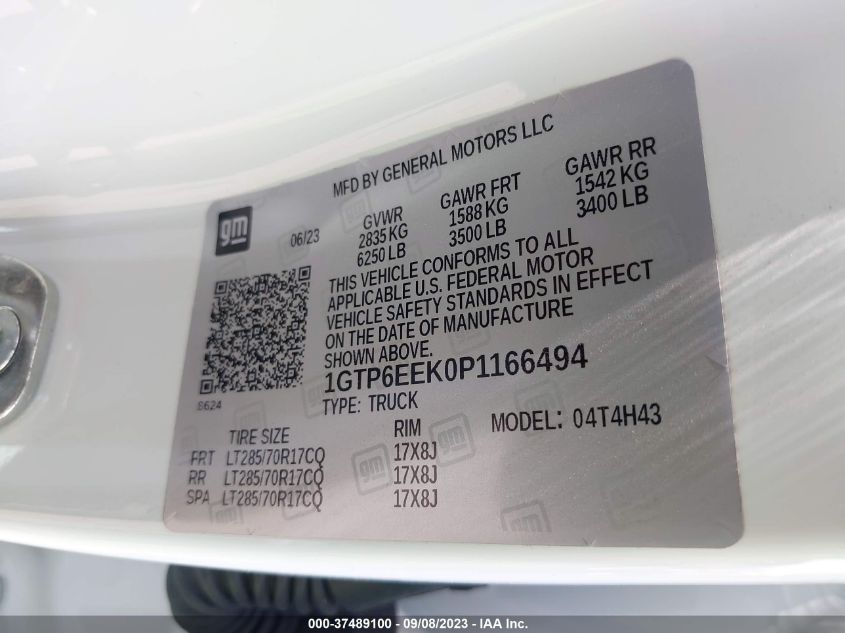 MFD BY GENERAL MOTORS LLC
gm
06/23
GVWR
2835 KG
6250 LB
GAWR FRT
1588 KG
3500 LB
GAWR RR
1542 KG
3400 LB
THIS VEHICLE CONFORMS TO ALL
APPLICABLE U.S. FEDERAL MOTOR
VEHICLE SAFETY STANDARDS IN EFFECT
ON THE DATE OF MANUFACTURE
SHOWN ABOVE.
1GTP6EEK0P1166494
TYPE: TRUCK
MODEL: 04T4H43
S624
TIRE SIZE RIM
FRT LT285/70R17CQ 17X8J
RR LT285/70R17CQ 17X8J
SPA LT285/70R17CQ 17X8J
000-37489100 - 09/08/2023 - IAA Inc.